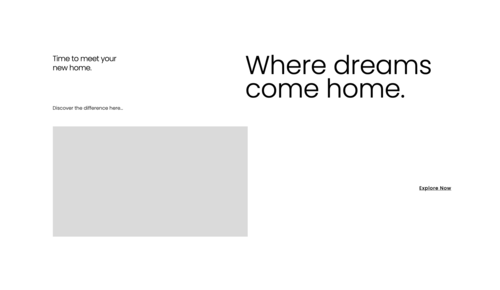 Time to meet your
new home.
Where dreams
come home.
Discover the difference here...
Explore Now